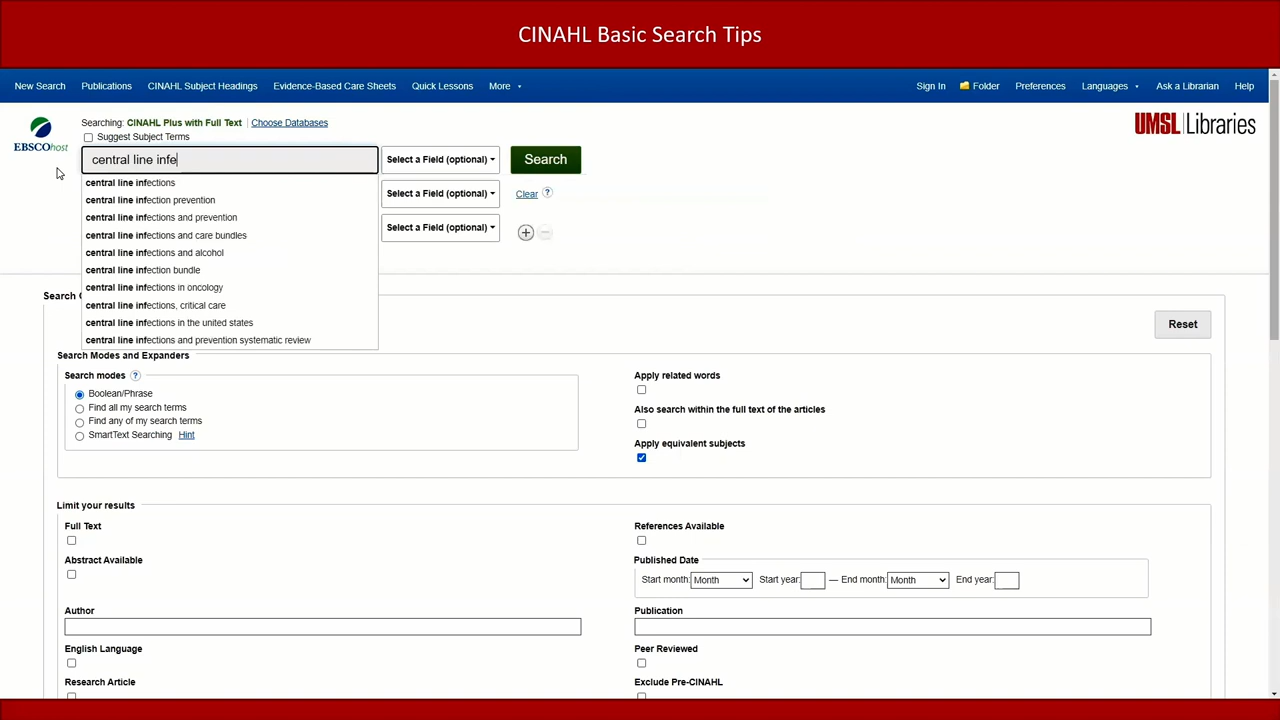 CINAHL Basic Search Tips
New Search Publications CINAHL Subject Headings Evidence-Based Care Sheets Quick Lessons More Sign In Folder Preferences Languages Ask a Librarian Help
EBSCOhost
Searching: CINAHL Plus with Full Text Choose Databases
UMSL Libraries
Suggest Subject Terms
central line infe Select a Field (optional) Search
central line infections
Select a Field (optional) Clear ?
central line infection prevention
central line infections and prevention
Select a Field (optional) + −
central line infections and care bundles
central line infections and alcohol
central line infection bundle
central line infections in oncology
central line infections, critical care
central line infections in the united states
central line infections and prevention systematic review
Search
Reset
Search Modes and Expanders
Search modes ?
Boolean/Phrase
Find all my search terms
Find any of my search terms
SmartText Searching Hint
Apply related words
Also search within the full text of the articles
Apply equivalent subjects
Limit your results
Full Text
References Available
Abstract Available
Published Date
Start month: Month Start year: — End month: Month End year:
Author
Publication
English Language
Peer Reviewed
Research Article
Exclude Pre-CINAHL